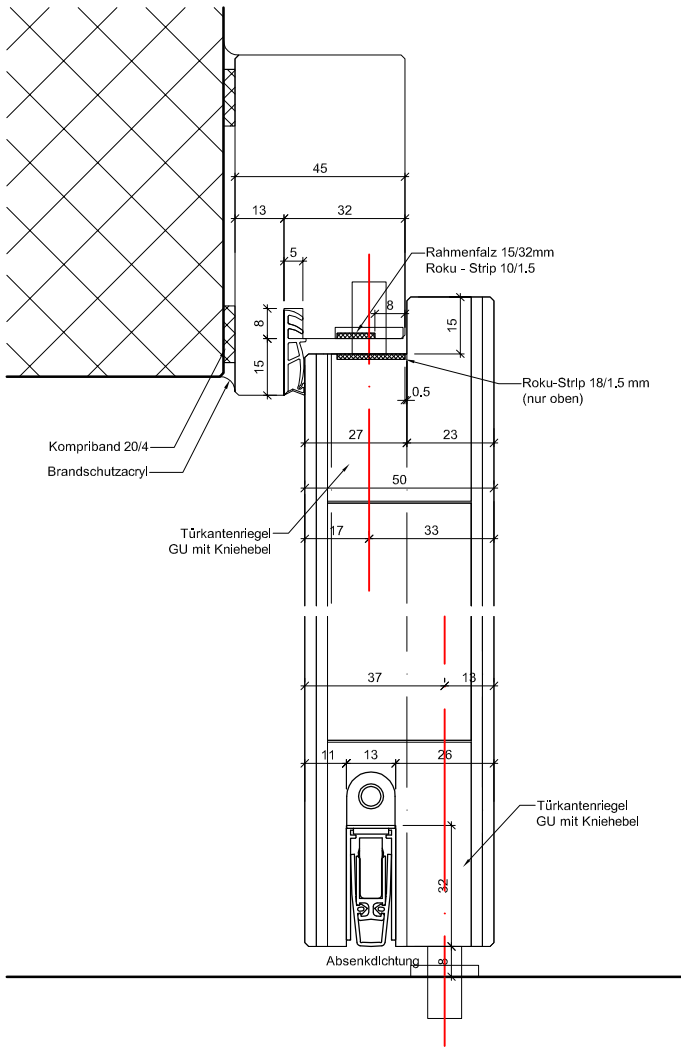 45
13
32
5
Rahmenfalz 15/32mm
Roku - Strip 10/1.5
8
8
15
15
Roku-Strip 18/1.5 mm
(nur oben)
0.5
27
23
Kompriband 20/4
Brandschutzacryl
50
Türkantenriegel
GU mit Kniehebel
17
33
37
13
11
13
26
Türkantenriegel
GU mit Kniehebel
32
Absenkdichtung
8